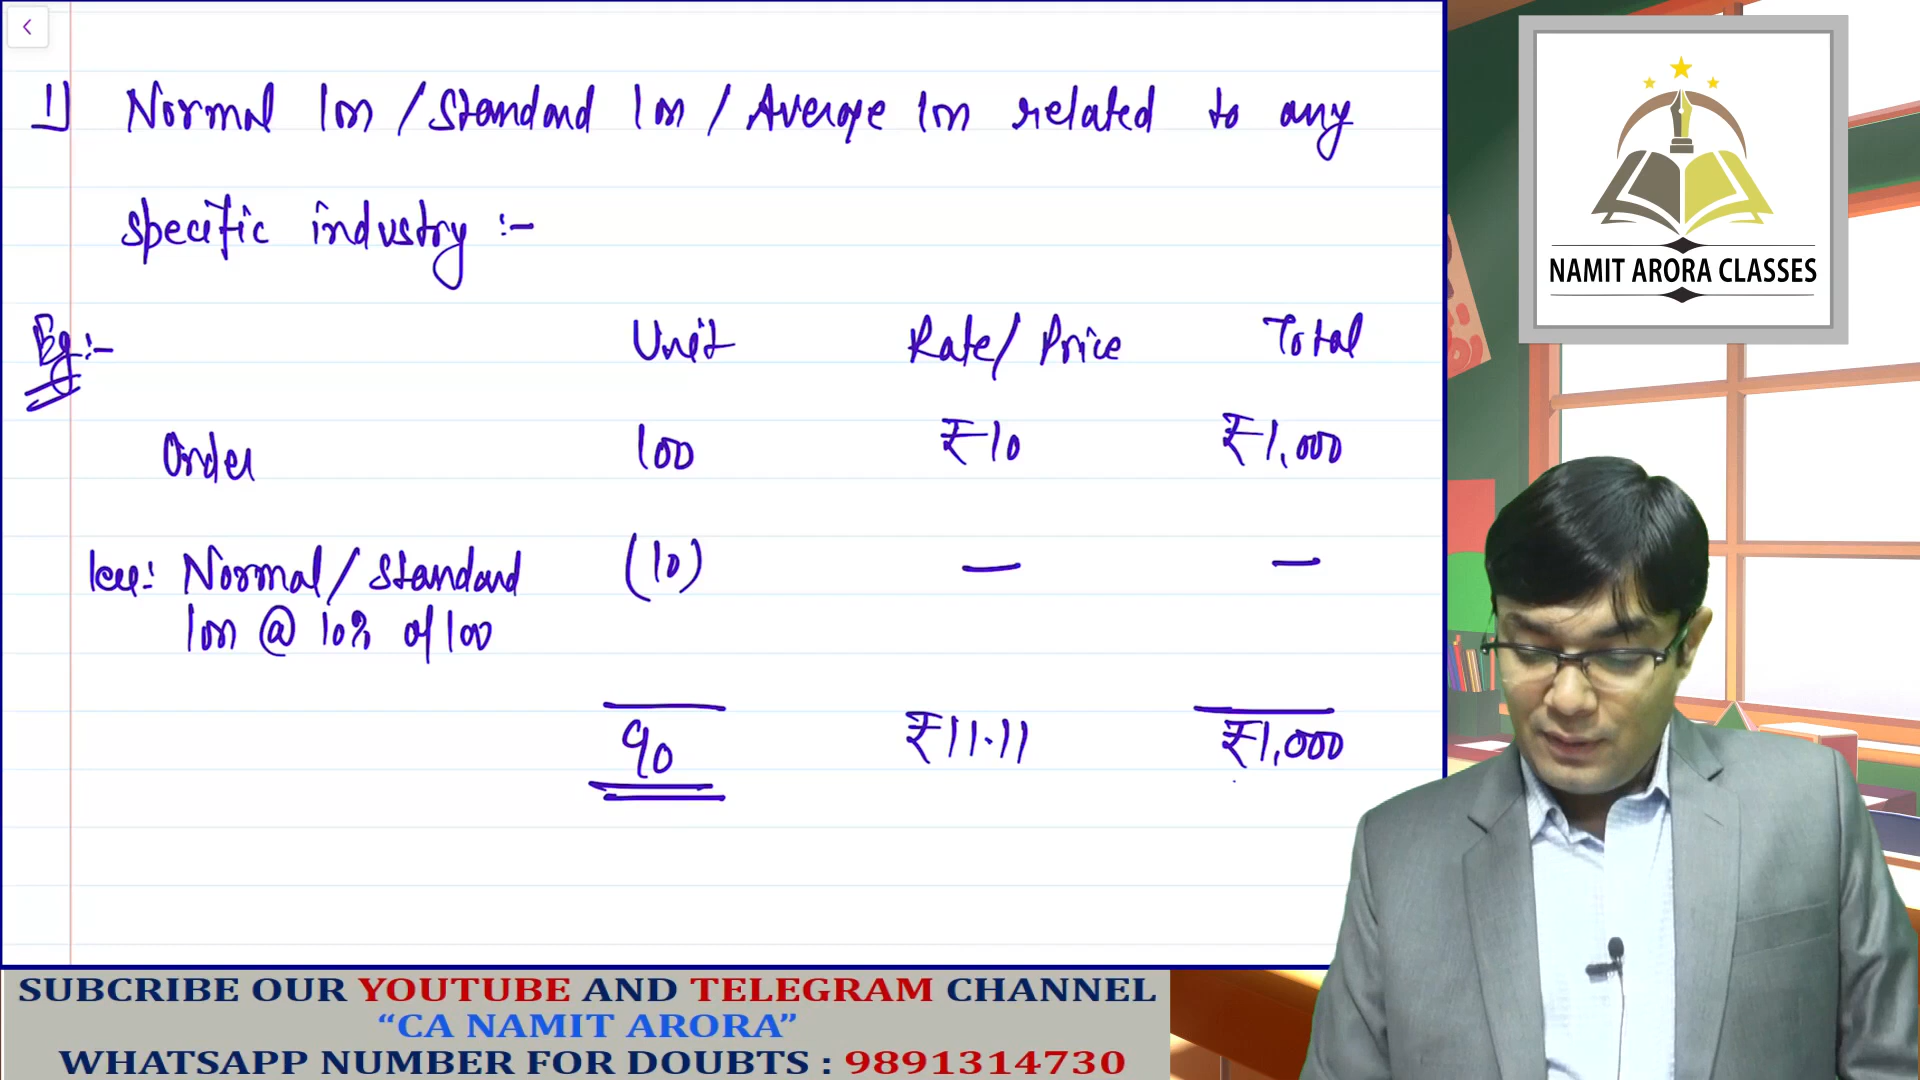 1] Normal loss / Standard loss / Average loss related to any
specific industry :-
Eg:- Unit Rate/ Price Total
Order 100 ₹10 ₹1,000
less: Normal / Standard (10) — —
loss @ 10% of 100
90 ₹11.11 ₹1,000
NAMIT ARORA CLASSES
SUBCRIBE OUR YOUTUBE AND TELEGRAM CHANNEL
“CA NAMIT ARORA”
WHATSAPP NUMBER FOR DOUBTS : 9891314730